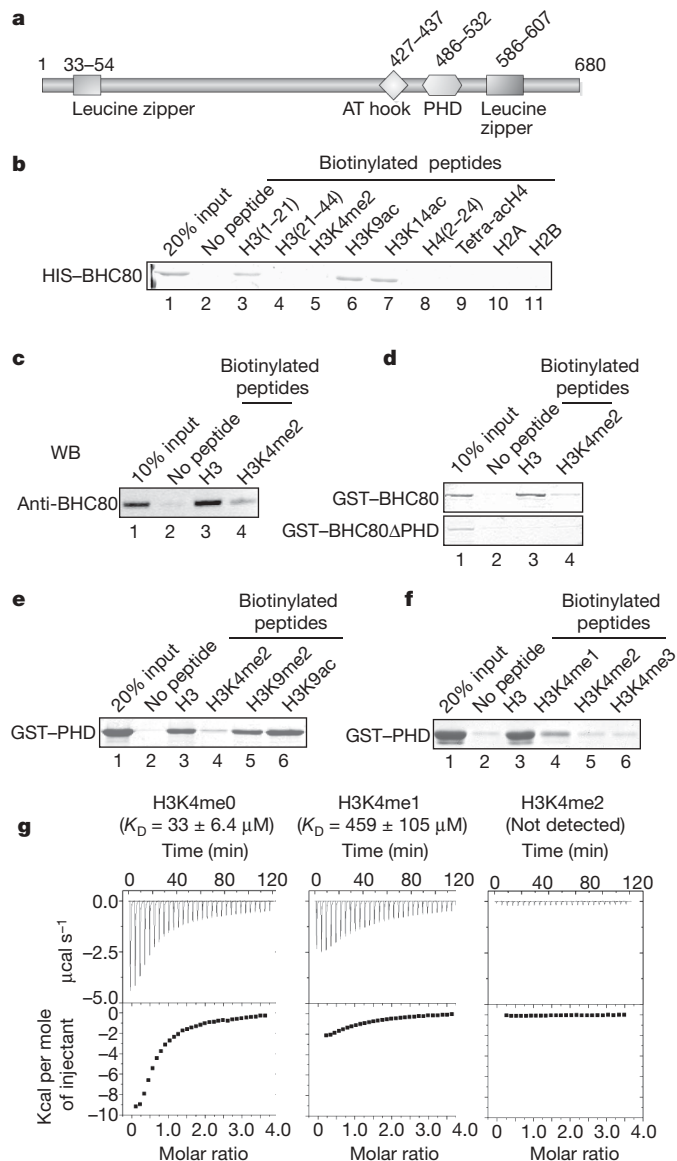 a
1 33–54 427–437 486–532 586–607 680
Leucine zipper AT hook PHD Leucine
zipper
b
Biotinylated peptides
20% input No peptide H3(1–21) H3(21–44) H3K4me2 H3K9ac H3K14ac H4(2–24) Tetra-acH4 H2A H2B
HIS–BHC80
1 2 3 4 5 6 7 8 9 10 11
c
Biotinylated
peptides
WB
10% input No peptide H3 H3K4me2
Anti-BHC80
1 2 3 4
d
Biotinylated
peptides
10% input No peptide H3 H3K4me2
GST–BHC80
GST–BHC80ΔPHD
1 2 3 4
e
Biotinylated
peptides
20% input No peptide H3 H3K4me2 H3K9me2 H3K9ac
GST–PHD
1 2 3 4 5 6
f
Biotinylated
peptides
20% input No peptide H3 H3K4me1 H3K4me2 H3K4me3
GST–PHD
1 2 3 4 5 6
g
H3K4me0
(KD = 33 ± 6.4 μM)
Time (min)
0 40 80 120
H3K4me1
(KD = 459 ± 105 μM)
Time (min)
0 40 80 120
H3K4me2
(Not detected)
Time (min)
0 40 80 120
μcal s–1
0.0
–2.5
–5.0
Kcal per mole
of injectant
0
–2
–4
–6
–8
–10
0 1.0 2.0 3.0 4.0
Molar ratio
0 1.0 2.0 3.0 4.0
Molar ratio
0 1.0 2.0 3.0 4.0
Molar ratio